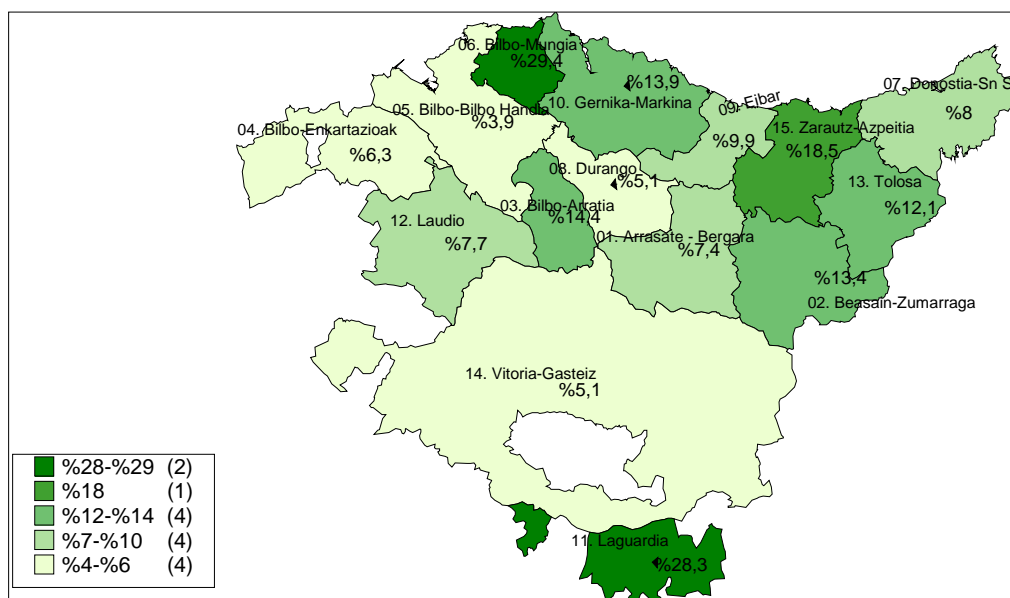 06. Bilbo-Mungia
%29,4
%13,9
07. Donostia-Sn S
%8
10. Gernika-Markina
09. Eibar
05. Bilbo-Bilbo Handia
%3,9
04. Bilbo-Enkartazioak
%6,3
%9,9
15. Zarautz-Azpeitia
%18,5
08. Durango
%5,1
13. Tolosa
%12,1
03. Bilbo-Arratia
%14,4
12. Laudio
%7,7
01. Arrasate - Bergara
%7,4
%13,4
02. Beasain-Zumarraga
14. Vitoria-Gasteiz
%5,1
11. Laguardia
%28,3
%28-%29 (2)
%18 (1)
%12-%14 (4)
%7-%10 (4)
%4-%6 (4)